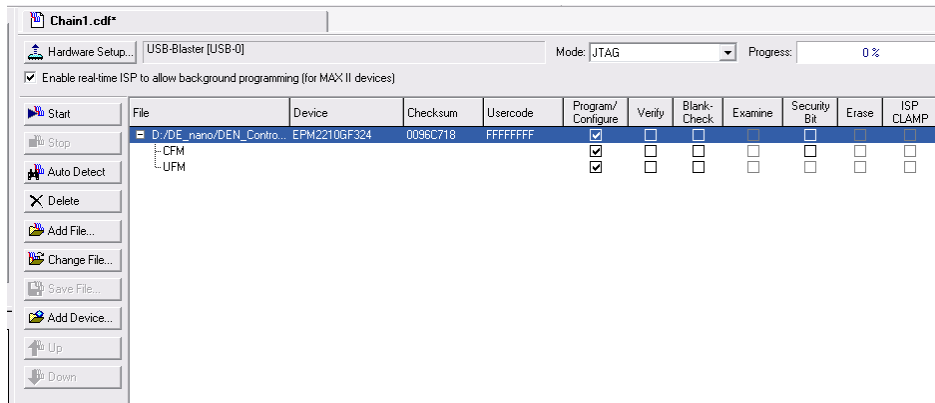 Chain1.cdf*
Hardware Setup... USB-Blaster [USB-0] Mode: JTAG Progress: 0 %
Enable real-time ISP to allow background programming (for MAX II devices)
Start
Stop
Auto Detect
Delete
Add File...
Change File...
Save File...
Add Device...
Up
Down
File Device Checksum Usercode Program/ Configure Verify Blank- Check Examine Security Bit Erase ISP CLAMP
D:/DE_nano/DEN_Contro... EPM2210GF324 0096C718 FFFFFFFF
CFM
UFM